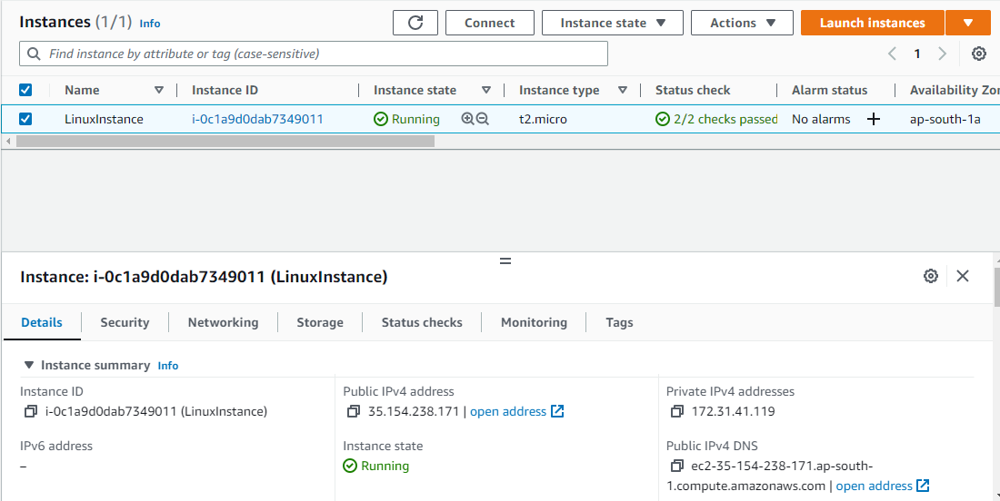 Instances (1/1) Info Connect Instance state Actions Launch instances
Find instance by attribute or tag (case-sensitive) 1
Name Instance ID Instance state Instance type Status check Alarm status Availability Zon
LinuxInstance i-0c1a9d0dab7349011 Running t2.micro 2/2 checks passed No alarms ap-south-1a
Instance: i-0c1a9d0dab7349011 (LinuxInstance)
Details Security Networking Storage Status checks Monitoring Tags
Instance summary Info
Instance ID Public IPv4 address Private IPv4 addresses
i-0c1a9d0dab7349011 (LinuxInstance) 35.154.238.171 | open address 172.31.41.119
IPv6 address Instance state Public IPv4 DNS
– Running ec2-35-154-238-171.ap-south-
1.compute.amazonaws.com | open address